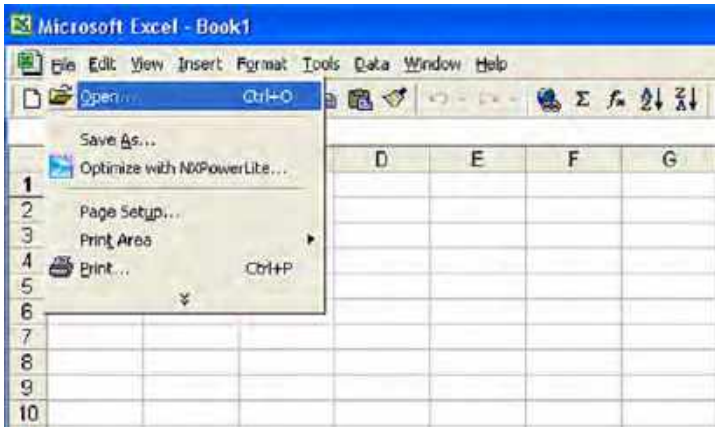 Microsoft Excel - Book1
File Edit View Insert Format Tools Data Window Help
Open... Ctrl+O
Σ fx A Z Z A
Save As...
Optimize with NXPowerLite...
D E F G
1
2 Page Setup...
3 Print Area
4 Print... Ctrl+P
5
6
7
8
9
10